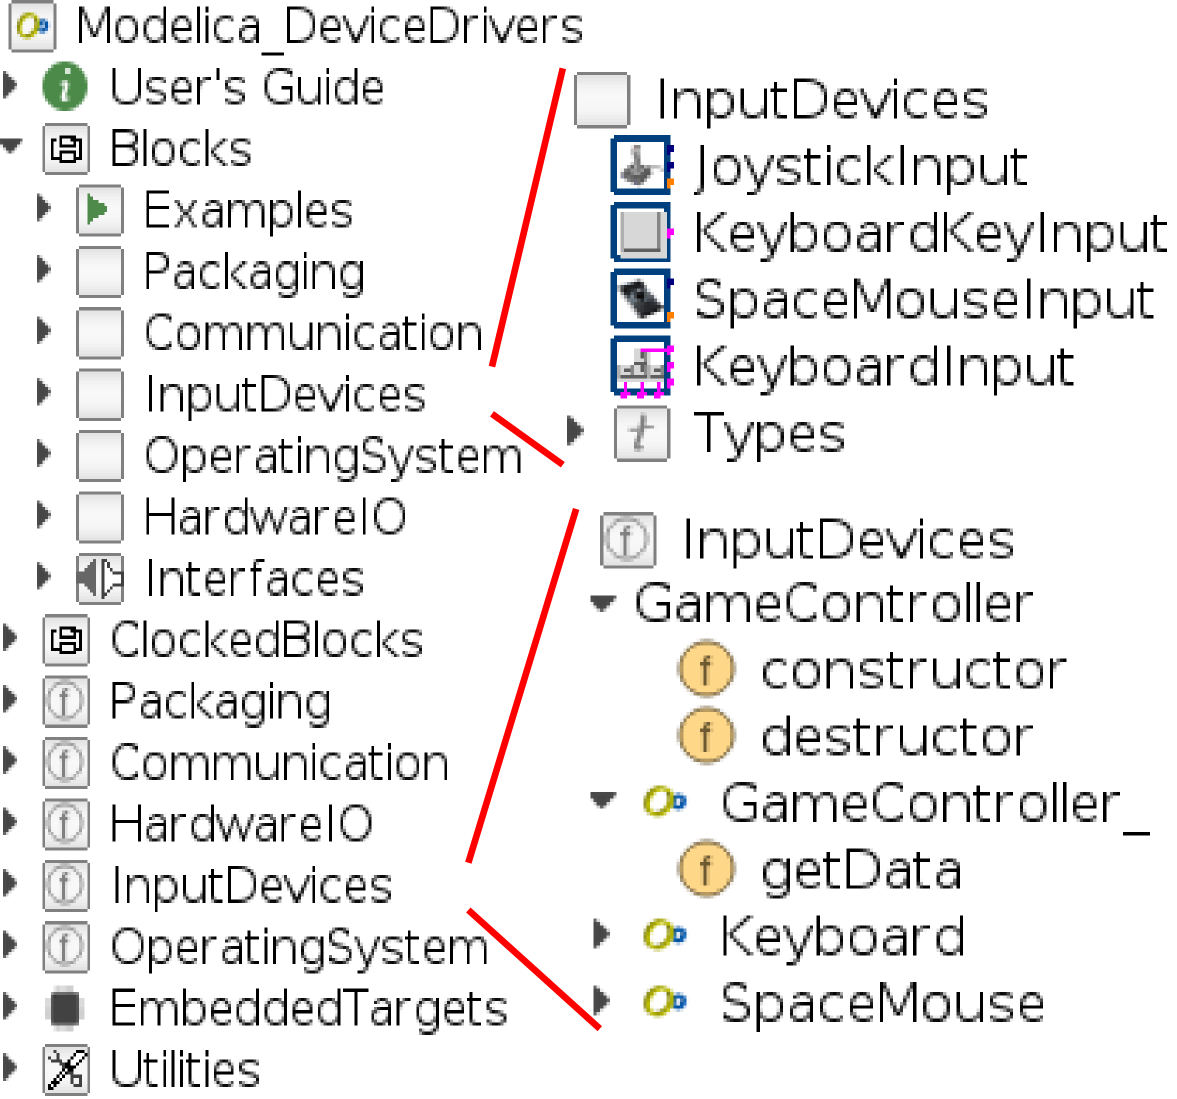 Modelica_DeviceDrivers
User's Guide
Blocks
Examples
Packaging
Communication
InputDevices
OperatingSystem
HardwareIO
Interfaces
ClockedBlocks
Packaging
Communication
HardwareIO
InputDevices
OperatingSystem
EmbeddedTargets
Utilities
InputDevices
JoystickInput
KeyboardKeyInput
SpaceMouseInput
KeyboardInput
t Types
f InputDevices
GameController
f constructor
f destructor
GameController_
f getData
Keyboard
SpaceMouse